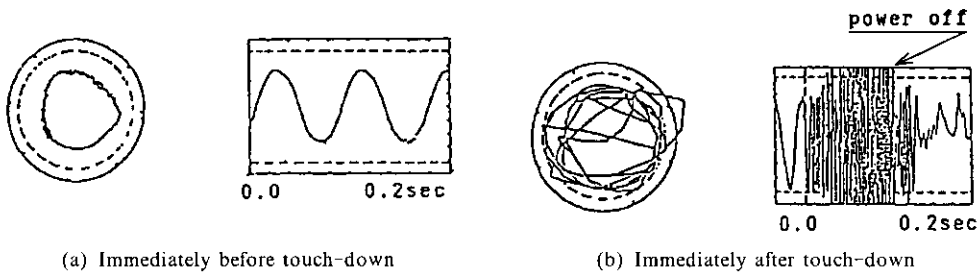 power off
0.0 0.2sec
0.0 0.2sec
(a) Immediately before touch-down
(b) Immediately after touch-down